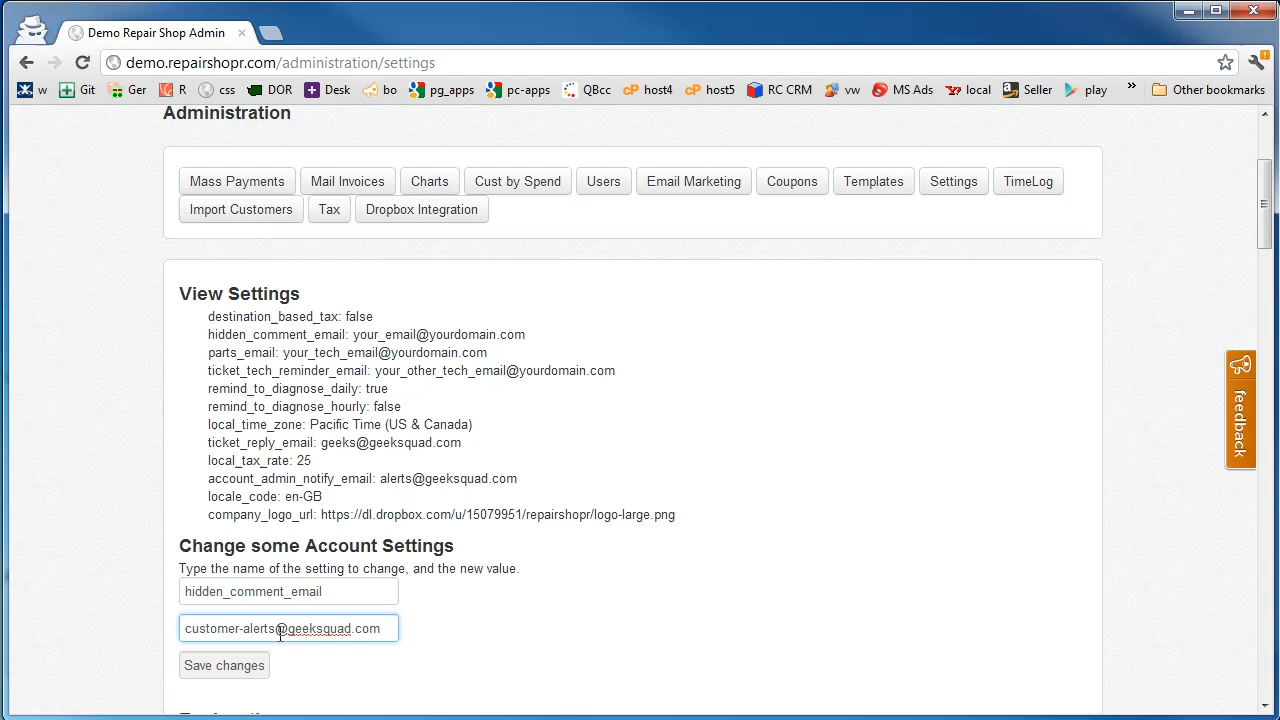 Demo Repair Shop Admin
demo.repairshopr.com/administration/settings
w Git Ger R css DOR Desk bo pg_apps pc-apps QBcc host4 host5 RC CRM vw MS Ads local Seller play » Other bookmarks
Administration
Mass Payments Mail Invoices Charts Cust by Spend Users Email Marketing Coupons Templates Settings TimeLog
Import Customers Tax Dropbox Integration
View Settings
destination_based_tax: false
hidden_comment_email: your_email@yourdomain.com
parts_email: your_tech_email@yourdomain.com
ticket_tech_reminder_email: your_other_tech_email@yourdomain.com
remind_to_diagnose_daily: true
remind_to_diagnose_hourly: false
local_time_zone: Pacific Time (US & Canada)
ticket_reply_email: geeks@geeksquad.com
local_tax_rate: 25
account_admin_notify_email: alerts@geeksquad.com
locale_code: en-GB
company_logo_url: https://dl.dropbox.com/u/15079951/repairshopr/logo-large.png
feedback
Change some Account Settings
Type the name of the setting to change, and the new value.
hidden_comment_email
customer-alerts@geeksquad.com
Save changes